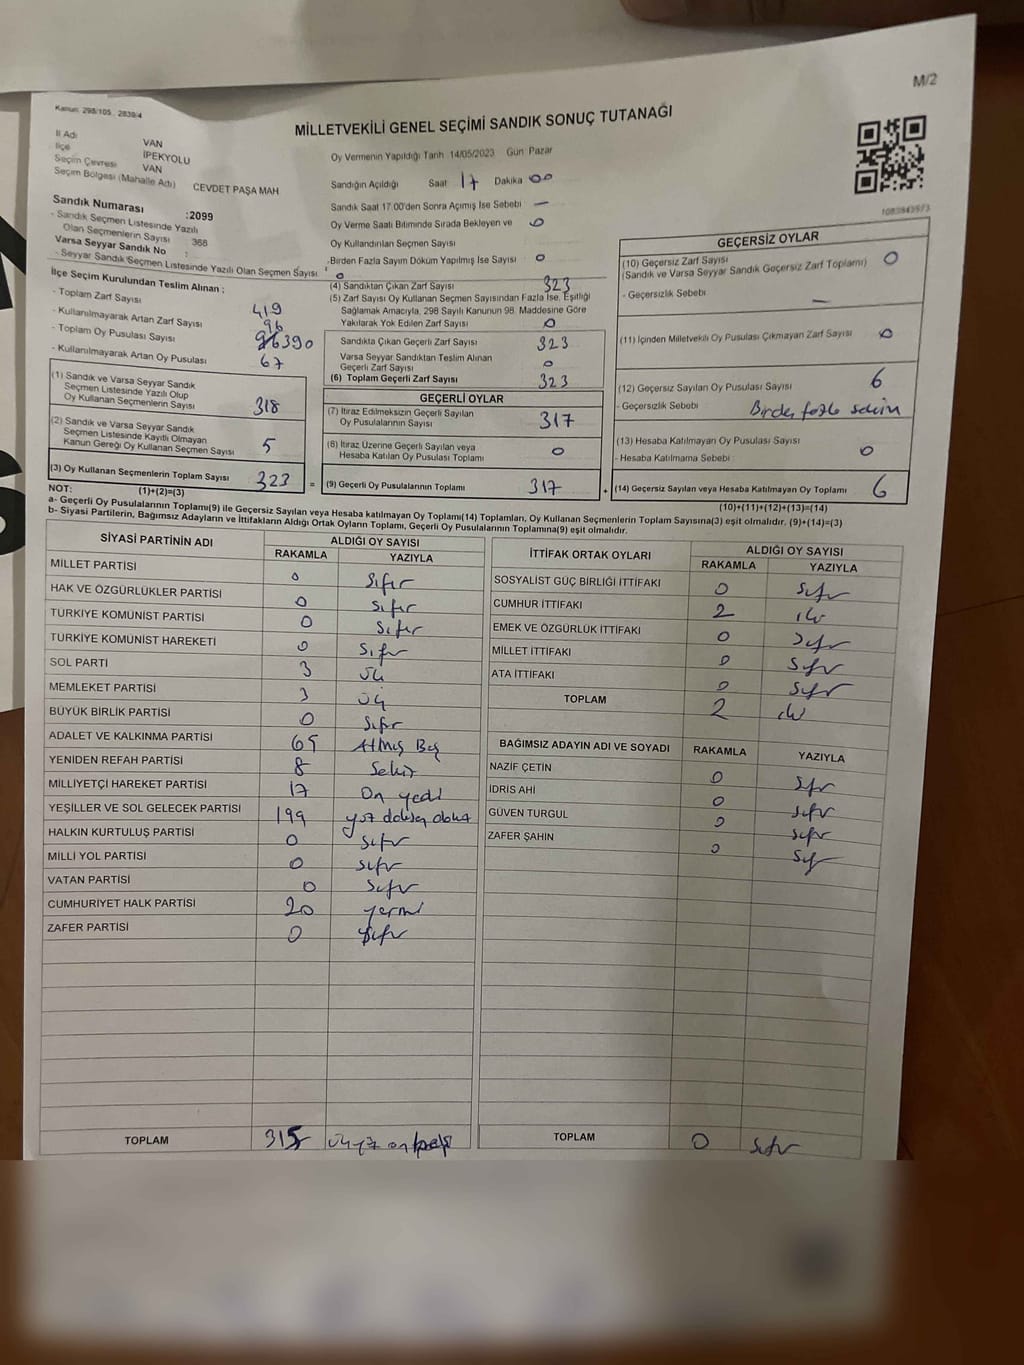 M/2
Kanun: 298/105, 2839/4
MİLLETVEKİLİ GENEL SEÇİMİ SANDIK SONUÇ TUTANAĞI
İl Adı VAN
İlçe İPEKYOLU
Seçim Çevresi VAN
Seçim Bölgesi (Mahalle Adı) CEVDET PAŞA MAH
Sandık Numarası :2099
- Sandık Seçmen Listesinde Yazılı
Olan Seçmenlerin Sayısı 368
Varsa Seyyar Sandık No :
- Seyyar Sandık Seçmen Listesinde Yazılı Olan Seçmen Sayısı : 0
İlçe Seçim Kurulundan Teslim Alınan :
- Toplam Zarf Sayısı 419
- Kullanılmayarak Artan Zarf Sayısı 96
- Toplam Oy Pusulası Sayısı 390
- Kullanılmayarak Artan Oy Pusulası 67
(1) Sandık ve Varsa Seyyar Sandık
Seçmen Listesinde Yazılı Olup
Oy Kullanan Seçmenlerin Sayısı 318
(2) Sandık ve Varsa Seyyar Sandık
Seçmen Listesinde Kayıtlı Olmayan
Kanun Gereği Oy Kullanan Seçmen Sayısı 5
(3) Oy Kullanan Seçmenlerin Toplam Sayısı 323 =
(1)+(2)=(3)
Oy Vermenin Yapıldığı Tarih 14/05/2023 Gün Pazar
Sandığın Açıldığı Saat 17 Dakika 00
Sandık Saat 17.00'den Sonra Açımış İse Sebebi —
Oy Verme Saati Bitiminde Sırada Bekleyen ve 0
Oy Kullandırılan Seçmen Sayısı
-Birden Fazla Sayım Döküm Yapılmış İse Sayısı 0
(4) Sandıktan Çıkan Zarf Sayısı 323
(5) Zarf Sayısı Oy Kullanan Seçmen Sayısından Fazla İse, Eşitliği
Sağlamak Amacıyla, 298 Sayılı Kanunun 98. Maddesine Göre
Yakılarak Yok Edilen Zarf Sayısı 0
Sandıkta Çıkan Geçerli Zarf Sayısı 323
Varsa Seyyar Sandıktan Teslim Alınan
Geçerli Zarf Sayısı 0
(6) Toplam Geçerli Zarf Sayısı 323
GEÇERLİ OYLAR
(7) İtiraz Edilmeksizin Geçerli Sayılan
Oy Pusulalarının Sayısı 317
(8) İtiraz Üzerine Geçerli Sayılan veya
Hesaba Katılan Oy Pusulası Toplamı 0
(9) Geçerli Oy Pusulalarının Toplamı 317 +
1083843973
GEÇERSİZ OYLAR
(10) Geçersiz Zarf Sayısı 0
(Sandık ve Varsa Seyyar Sandık Geçersiz Zarf Toplamı)
- Geçersizlik Sebebi —
(11) İçinden Milletvekili Oy Pusulası Çıkmayan Zarf Sayısı 0
(12) Geçersiz Sayılan Oy Pusulası Sayısı 6
- Geçersizlik Sebebi Birden fazla seçim
(13) Hesaba Katılmayan Oy Pusulası Sayısı 0
- Hesaba Katılmama Sebebi :
(14) Geçersiz Sayılan veya Hesaba Katılmayan Oy Toplamı 6
(10)+(11)+(12)+(13)=(14)
NOT:
a- Geçerli Oy Pusulalarının Toplamı(9) ile Geçersiz Sayılan veya Hesaba katılmayan Oy Toplamı(14) Toplamları, Oy Kullanan Seçmenlerin Toplam Sayısına(3) eşit olmalıdır. (9)+(14)=(3)
b- Siyasi Partilerin, Bağımsız Adayların ve İttifakların Aldığı Ortak Oyların Toplamı, Geçerli Oy Pusulalarının Toplamına(9) eşit olmalıdır.
SİYASİ PARTİNİN ADI ALDIĞI OY SAYISI
RAKAMLA YAZIYLA
MİLLET PARTİSİ 0 Sıfır
HAK VE ÖZGÜRLÜKLER PARTİSİ 0 Sıfır
TÜRKİYE KOMÜNİST PARTİSİ 0 Sıfır
TÜRKİYE KOMÜNİST HAREKETİ 0 Sıfır
SOL PARTİ 3 üç
MEMLEKET PARTİSİ 3 üç
BÜYÜK BİRLİK PARTİSİ 0 Sıfır
ADALET VE KALKINMA PARTİSİ 65 Atmış Beş
YENİDEN REFAH PARTİSİ 8 Sekiz
MİLLİYETÇİ HAREKET PARTİSİ 17 On yedi
YEŞİLLER VE SOL GELECEK PARTİSİ 199 yüz doksan dokuz
HALKIN KURTULUŞ PARTİSİ 0 sıfır
MİLLİ YOL PARTİSİ 0 sıfır
VATAN PARTİSİ 0 sıfır
CUMHURİYET HALK PARTİSİ 20 yermi
ZAFER PARTİSİ 0 sıfır
TOPLAM 315 üçyüz onbeş
İTTİFAK ORTAK OYLARI ALDIĞI OY SAYISI
RAKAMLA YAZIYLA
SOSYALİST GÜÇ BİRLİĞİ İTTİFAKI 0 sıfır
CUMHUR İTTİFAKI 2 iki
EMEK VE ÖZGÜRLÜK İTTİFAKI 0 sıfır
MİLLET İTTİFAKI 0 sıfır
ATA İTTİFAKI 0 sıfır
TOPLAM 2 iki
BAĞIMSIZ ADAYIN ADI VE SOYADI RAKAMLA YAZIYLA
NAZİF ÇETİN 0 sıfır
İDRİS AHİ 0 sıfır
GÜVEN TURGUL 0 sıfır
ZAFER ŞAHİN 0 sıfır
TOPLAM 0 sıfır